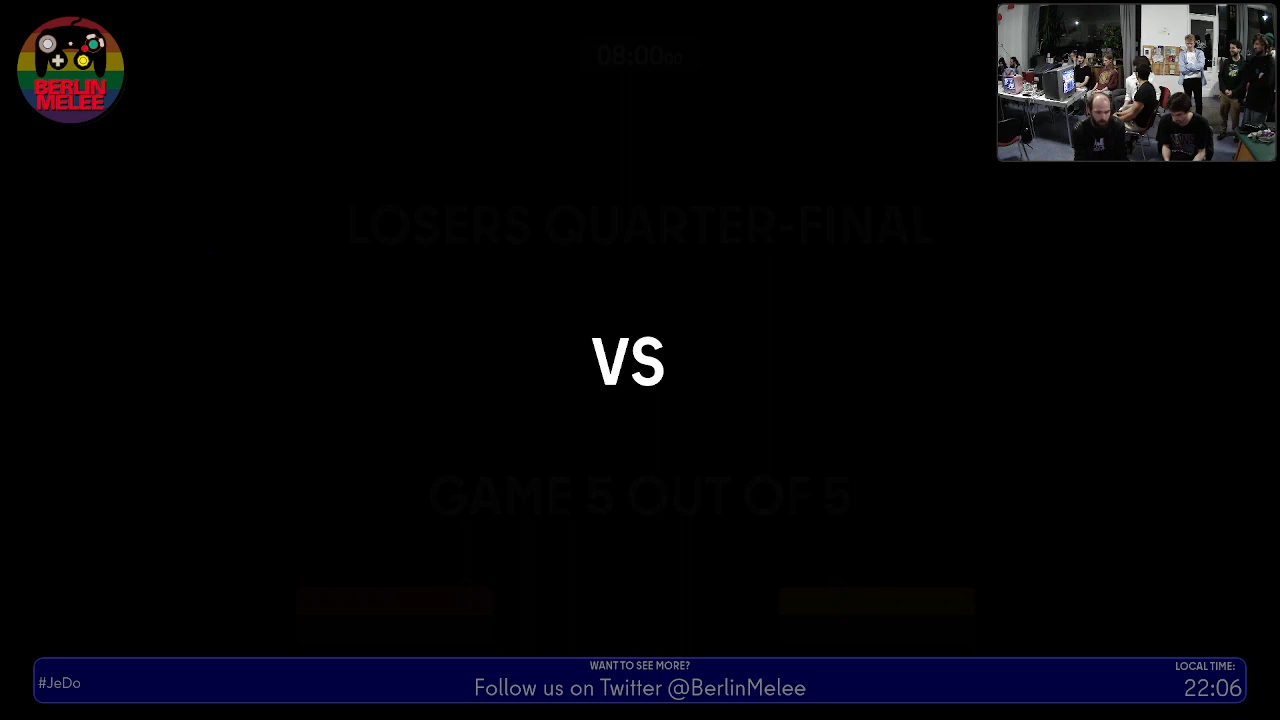 BERLIN
MELEE
08:00
LOSERS QUARTER-FINAL
VS
GAME 5 OUT OF 5
WANT TO SEE MORE?
#JeDo
Follow us on Twitter @BerlinMelee
LOCAL TIME:
22:06